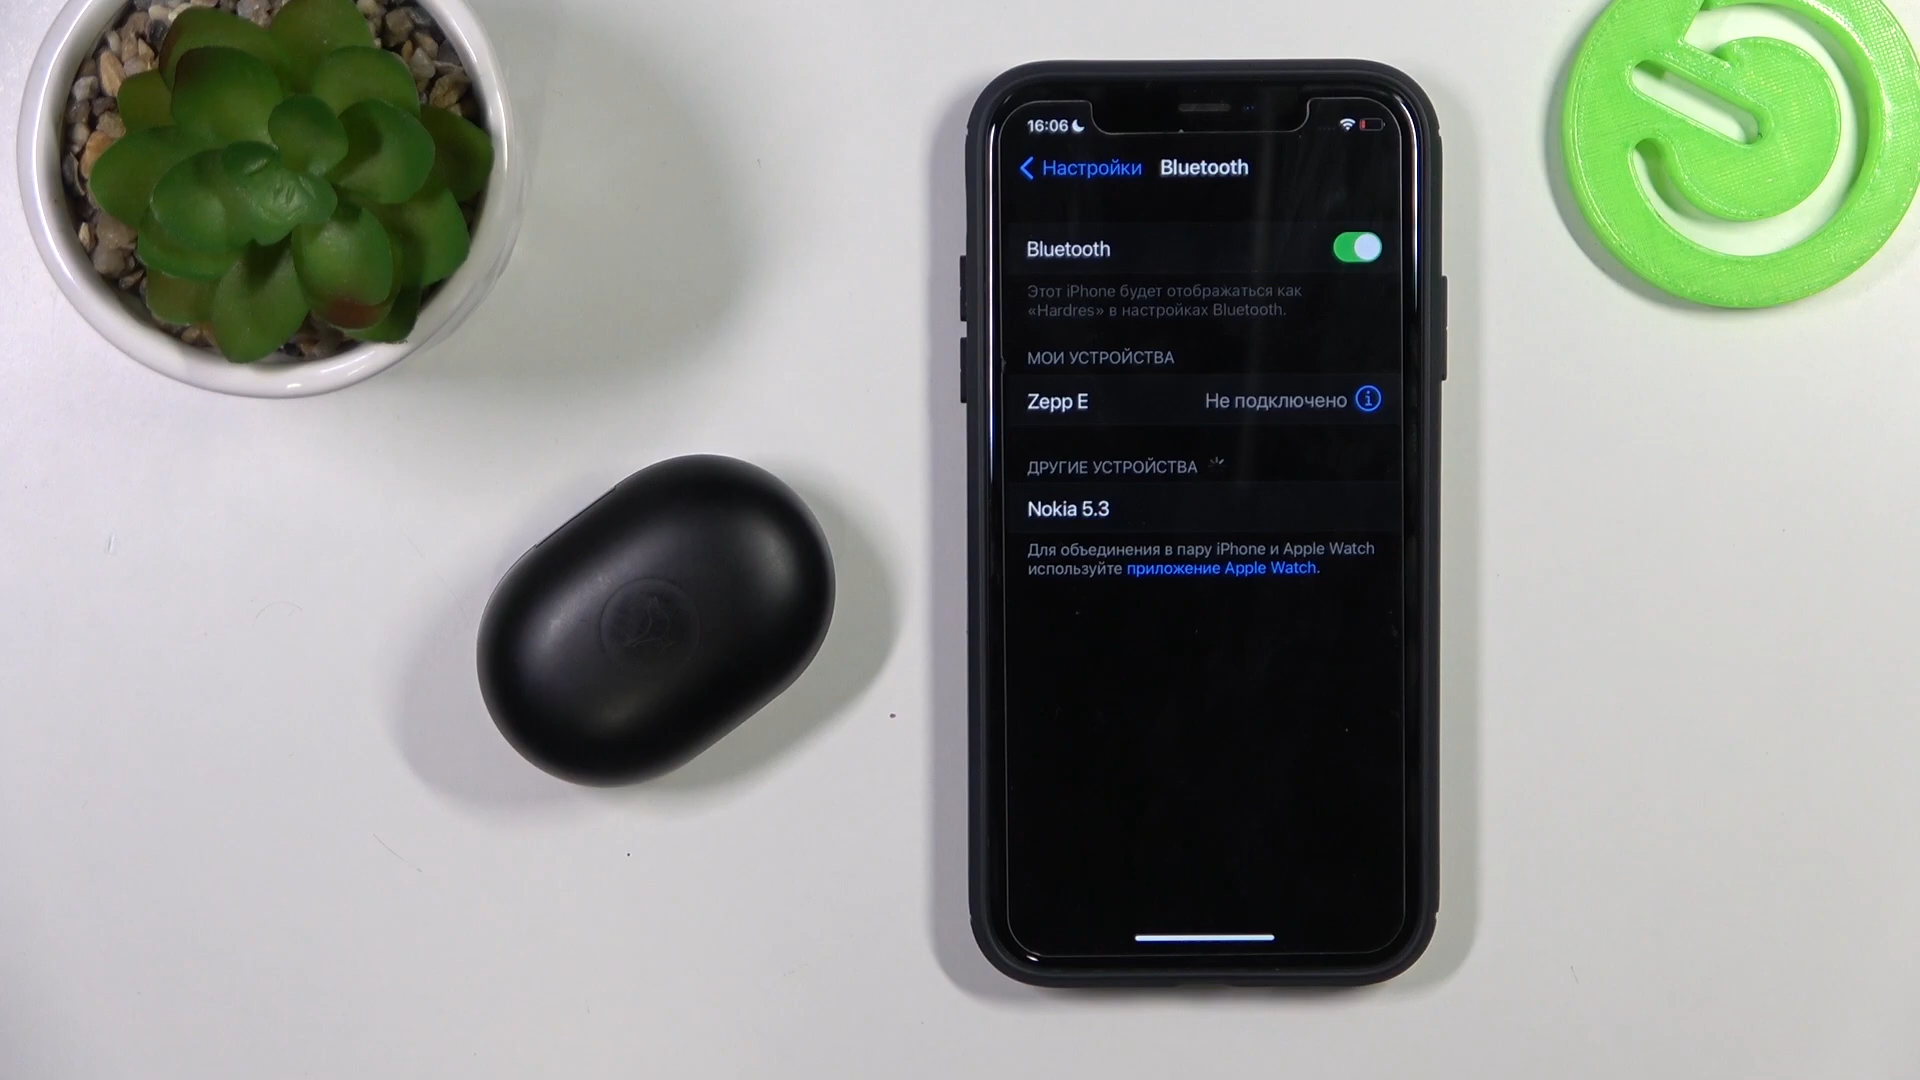 16:06
Настройки Bluetooth
Bluetooth
Этот iPhone будет отображаться как
«Hardres» в настройках Bluetooth.
МОИ УСТРОЙСТВА
Zepp E Не подключено
ДРУГИЕ УСТРОЙСТВА
Nokia 5.3
Для объединения в пару iPhone и Apple Watch
используйте приложение Apple Watch.